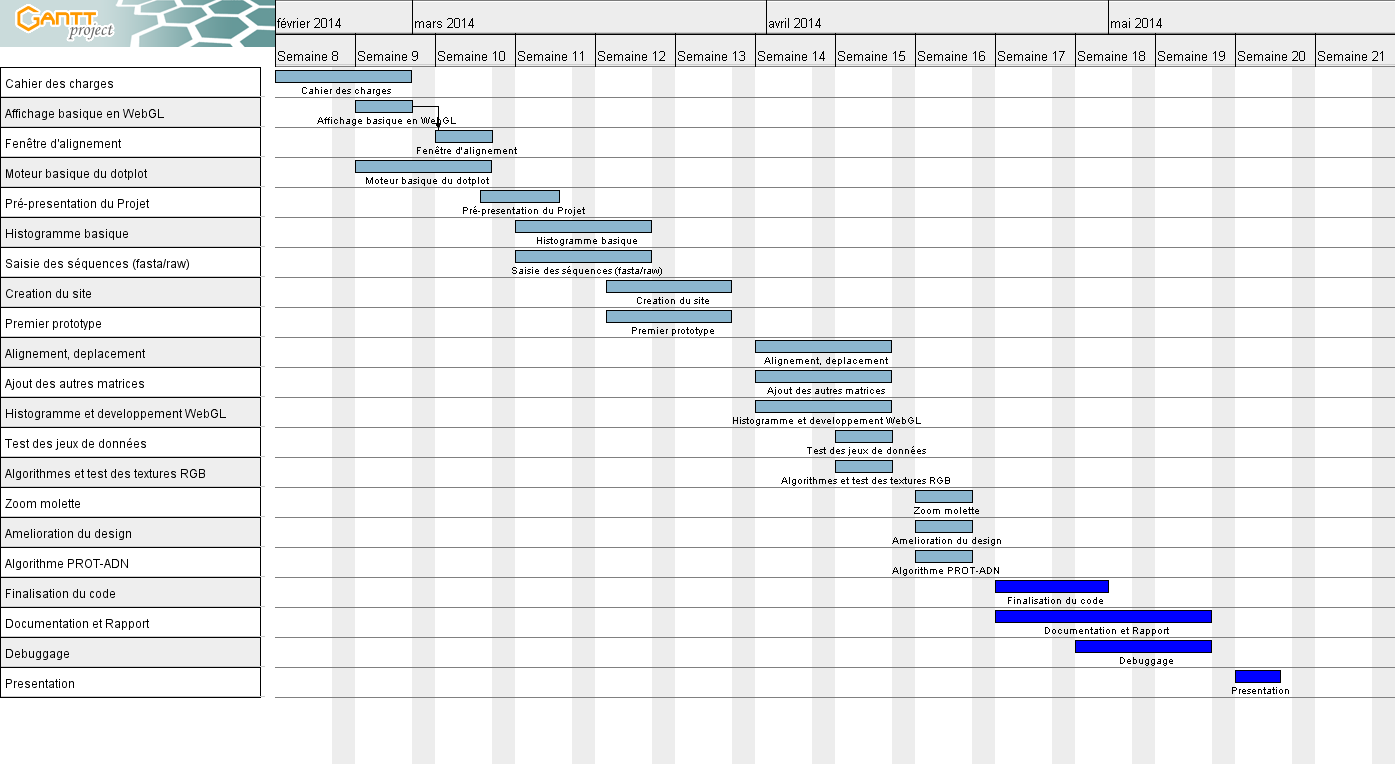 GANTT
project
février 2014 mars 2014 avril 2014 mai 2014
Semaine 8 Semaine 9 Semaine 10 Semaine 11 Semaine 12 Semaine 13 Semaine 14 Semaine 15 Semaine 16 Semaine 17 Semaine 18 Semaine 19 Semaine 20 Semaine 21
Cahier des charges
Cahier des charges
Affichage basique en WebGL
Affichage basique en WebGL
Fenêtre d'alignement
Fenêtre d'alignement
Moteur basique du dotplot
Moteur basique du dotplot
Pré-presentation du Projet
Pré-presentation du Projet
Histogramme basique
Histogramme basique
Saisie des séquences (fasta/raw)
Saisie des séquences (fasta/raw)
Creation du site
Creation du site
Premier prototype
Premier prototype
Alignement, deplacement
Alignement, deplacement
Ajout des autres matrices
Ajout des autres matrices
Histogramme et developpement WebGL
Histogramme et developpement WebGL
Test des jeux de données
Test des jeux de données
Algorithmes et test des textures RGB
Algorithmes et test des textures RGB
Zoom molette
Zoom molette
Amelioration du design
Amelioration du design
Algorithme PROT-ADN
Algorithme PROT-ADN
Finalisation du code
Finalisation du code
Documentation et Rapport
Documentation et Rapport
Debuggage
Debuggage
Presentation
Presentation